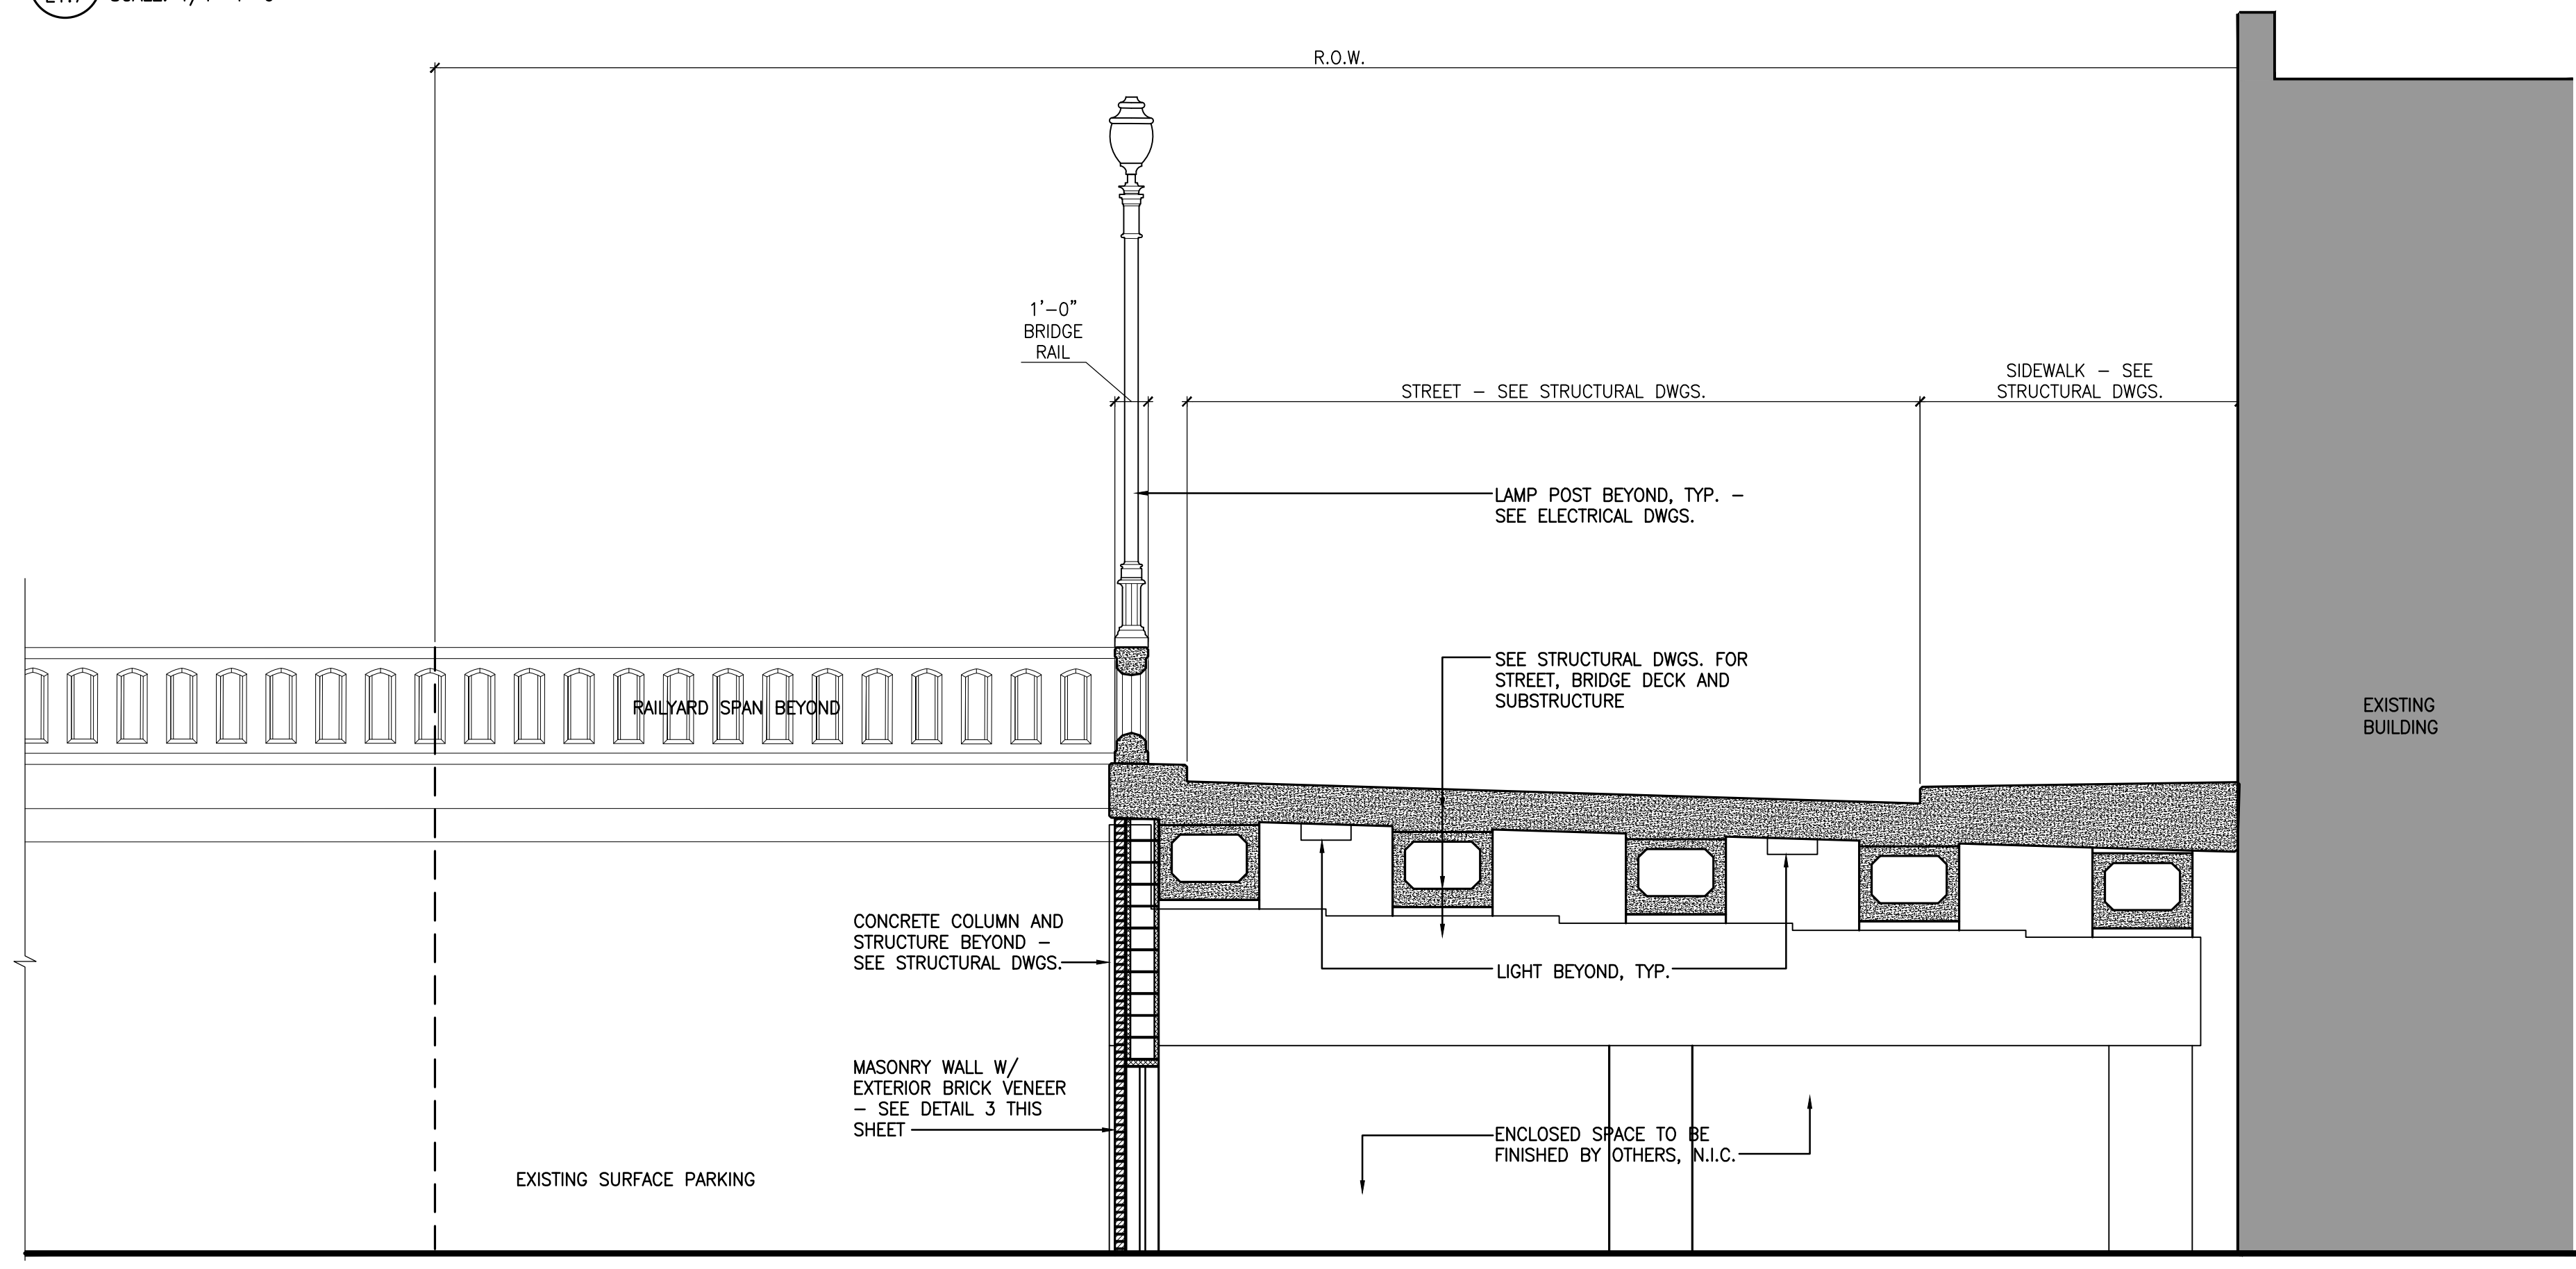 R.O.W.
1'-0"
BRIDGE
RAIL
STREET - SEE STRUCTURAL DWGS.
SIDEWALK - SEE
STRUCTURAL DWGS.
LAMP POST BEYOND, TYP. -
SEE ELECTRICAL DWGS.
SEE STRUCTURAL DWGS. FOR
STREET, BRIDGE DECK AND
SUBSTRUCTURE
RAILYARD SPAN BEYOND
EXISTING
BUILDING
CONCRETE COLUMN AND
STRUCTURE BEYOND -
SEE STRUCTURAL DWGS.
LIGHT BEYOND, TYP.
MASONRY WALL W/
EXTERIOR BRICK VENEER
- SEE DETAIL 3 THIS
SHEET
ENCLOSED SPACE TO BE
FINISHED BY OTHERS, N.I.C.
EXISTING SURFACE PARKING